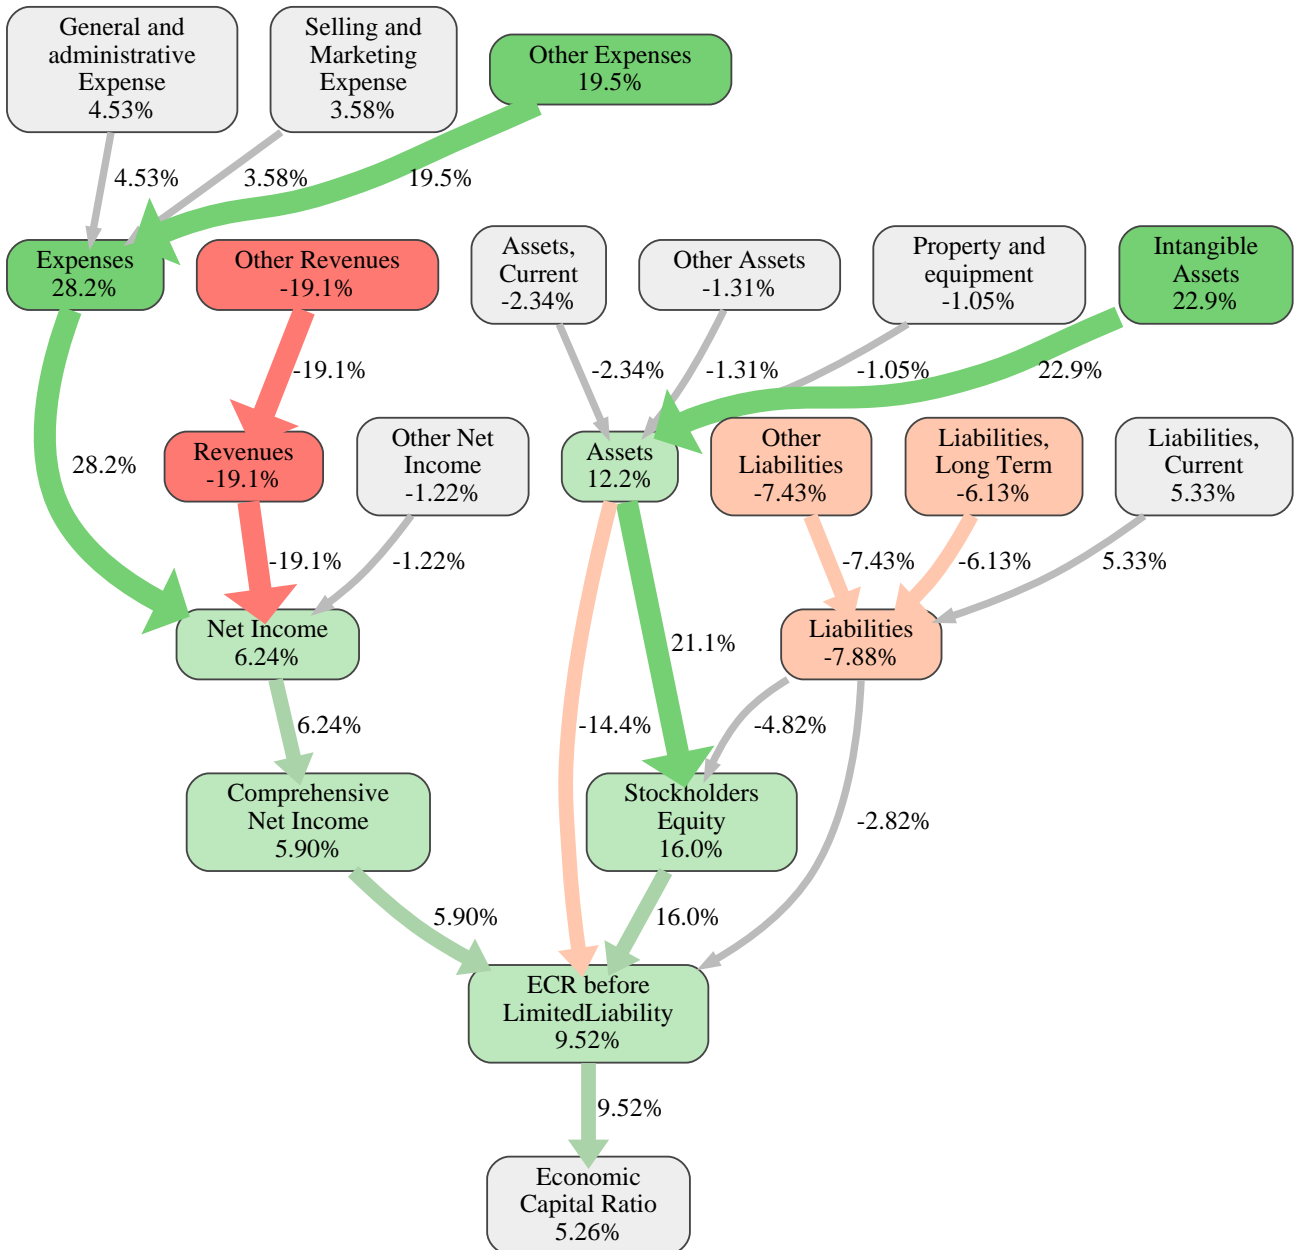 General and
administrative
Expense
4.53%
Selling and
Marketing
Expense
3.58%
Other Expenses
19.5%
4.53%
3.58%
19.5%
Expenses
28.2%
Other Revenues
-19.1%
Assets,
Current
-2.34%
Other Assets
-1.31%
Property and
equipment
-1.05%
Intangible
Assets
22.9%
-19.1%
-2.34%
-1.31%
-1.05%
22.9%
28.2%
Revenues
-19.1%
Other Net
Income
-1.22%
Assets
12.2%
Other
Liabilities
-7.43%
Liabilities,
Long Term
-6.13%
Liabilities,
Current
5.33%
-19.1%
-1.22%
-7.43%
-6.13%
5.33%
Net Income
6.24%
21.1%
Liabilities
-7.88%
6.24%
-14.4%
-4.82%
Comprehensive
Net Income
5.90%
Stockholders
Equity
16.0%
-2.82%
5.90%
16.0%
ECR before
LimitedLiability
9.52%
9.52%
Economic
Capital Ratio
5.26%